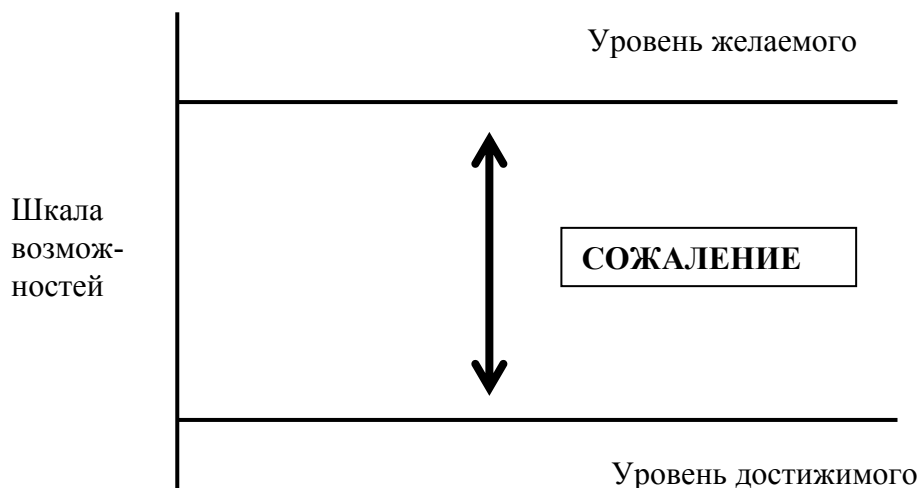 Уровень желаемого
Шкала
возмож-
ностей
СОЖАЛЕНИЕ
Уровень достижимого